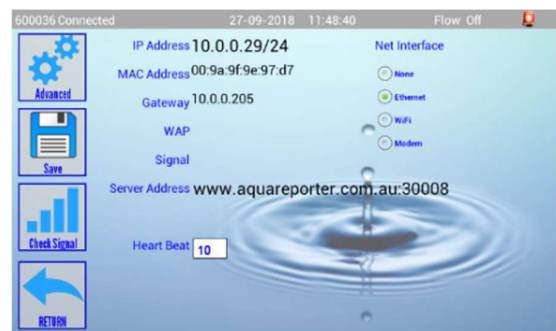 600036 Connected 27-09-2018 11:48:40 Flow Off
Advanced
Save
Check Signal
RETURN
IP Address 10.0.0.29/24
MAC Address 00:9a:9f:9e:97:d7
Gateway 10.0.0.205
WAP
Signal
Server Address www.aquareporter.com.au:30008
Heart Beat 10
Net Interface
None
Ethernet
WiFi
Modem